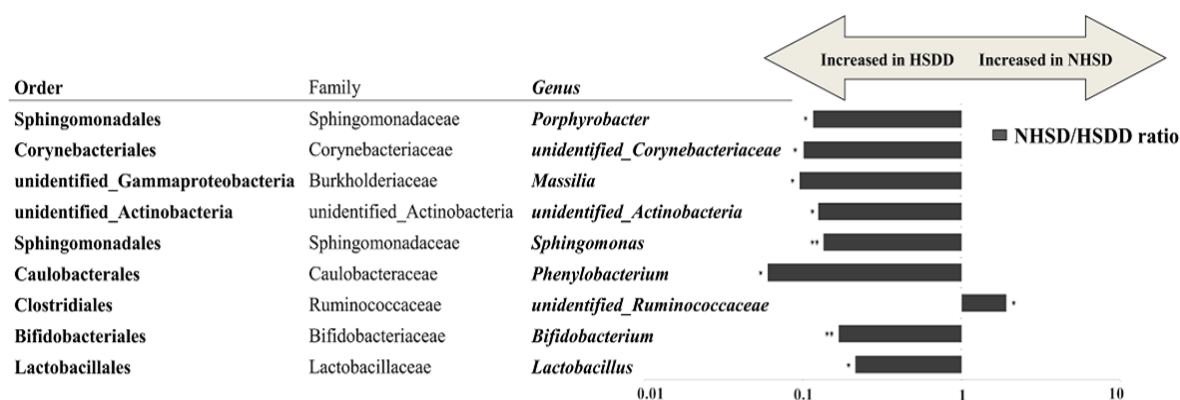 Increased in HSDD Increased in NHSD
Order Family Genus
Sphingomonadales Sphingomonadaceae Porphyrobacter *
Corynebacteriales Corynebacteriaceae unidentified_Corynebacteriaceae *
NHSD/HSDD ratio
unidentified_Gammaproteobacteria Burkholderiaceae Massilia *
unidentified_Actinobacteria unidentified_Actinobacteria unidentified_Actinobacteria *
Sphingomonadales Sphingomonadaceae Sphingomonas **
Caulobacterales Caulobacteraceae Phenylobacterium *
Clostridiales Ruminococcaceae unidentified_Ruminococcaceae *
Bifidobacteriales Bifidobacteriaceae Bifidobacterium **
Lactobacillales Lactobacillaceae Lactobacillus *
0.01 0.1 1 10